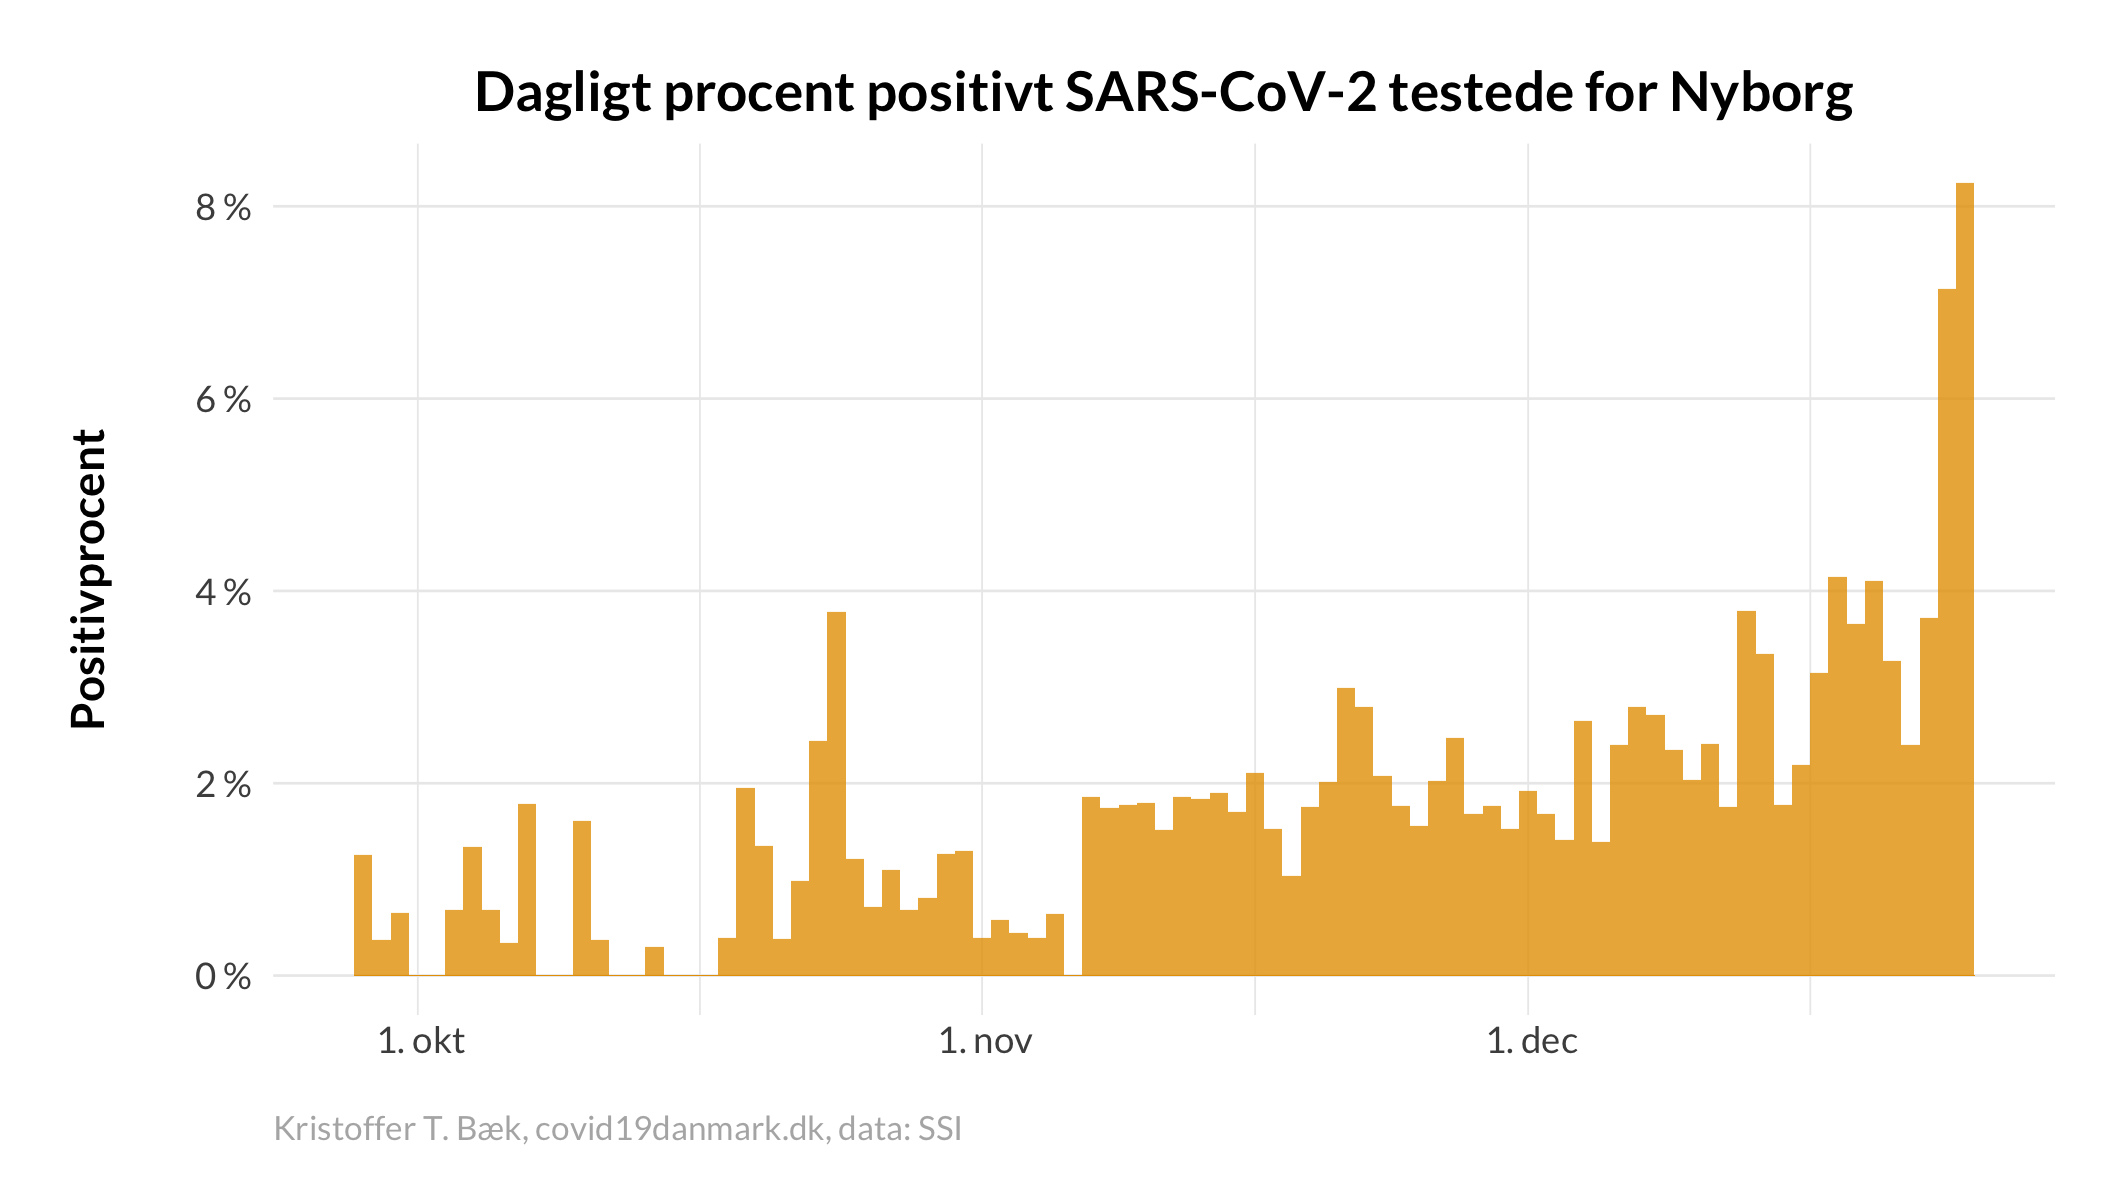 Dagligt procent positivt SARS-CoV-2 testede for Nyborg
Positivprocent
8 %
6 %
4 %
2 %
0 %
1. okt
1. nov
1. dec
Kristoffer T. Bæk, covid19danmark.dk, data: SSI